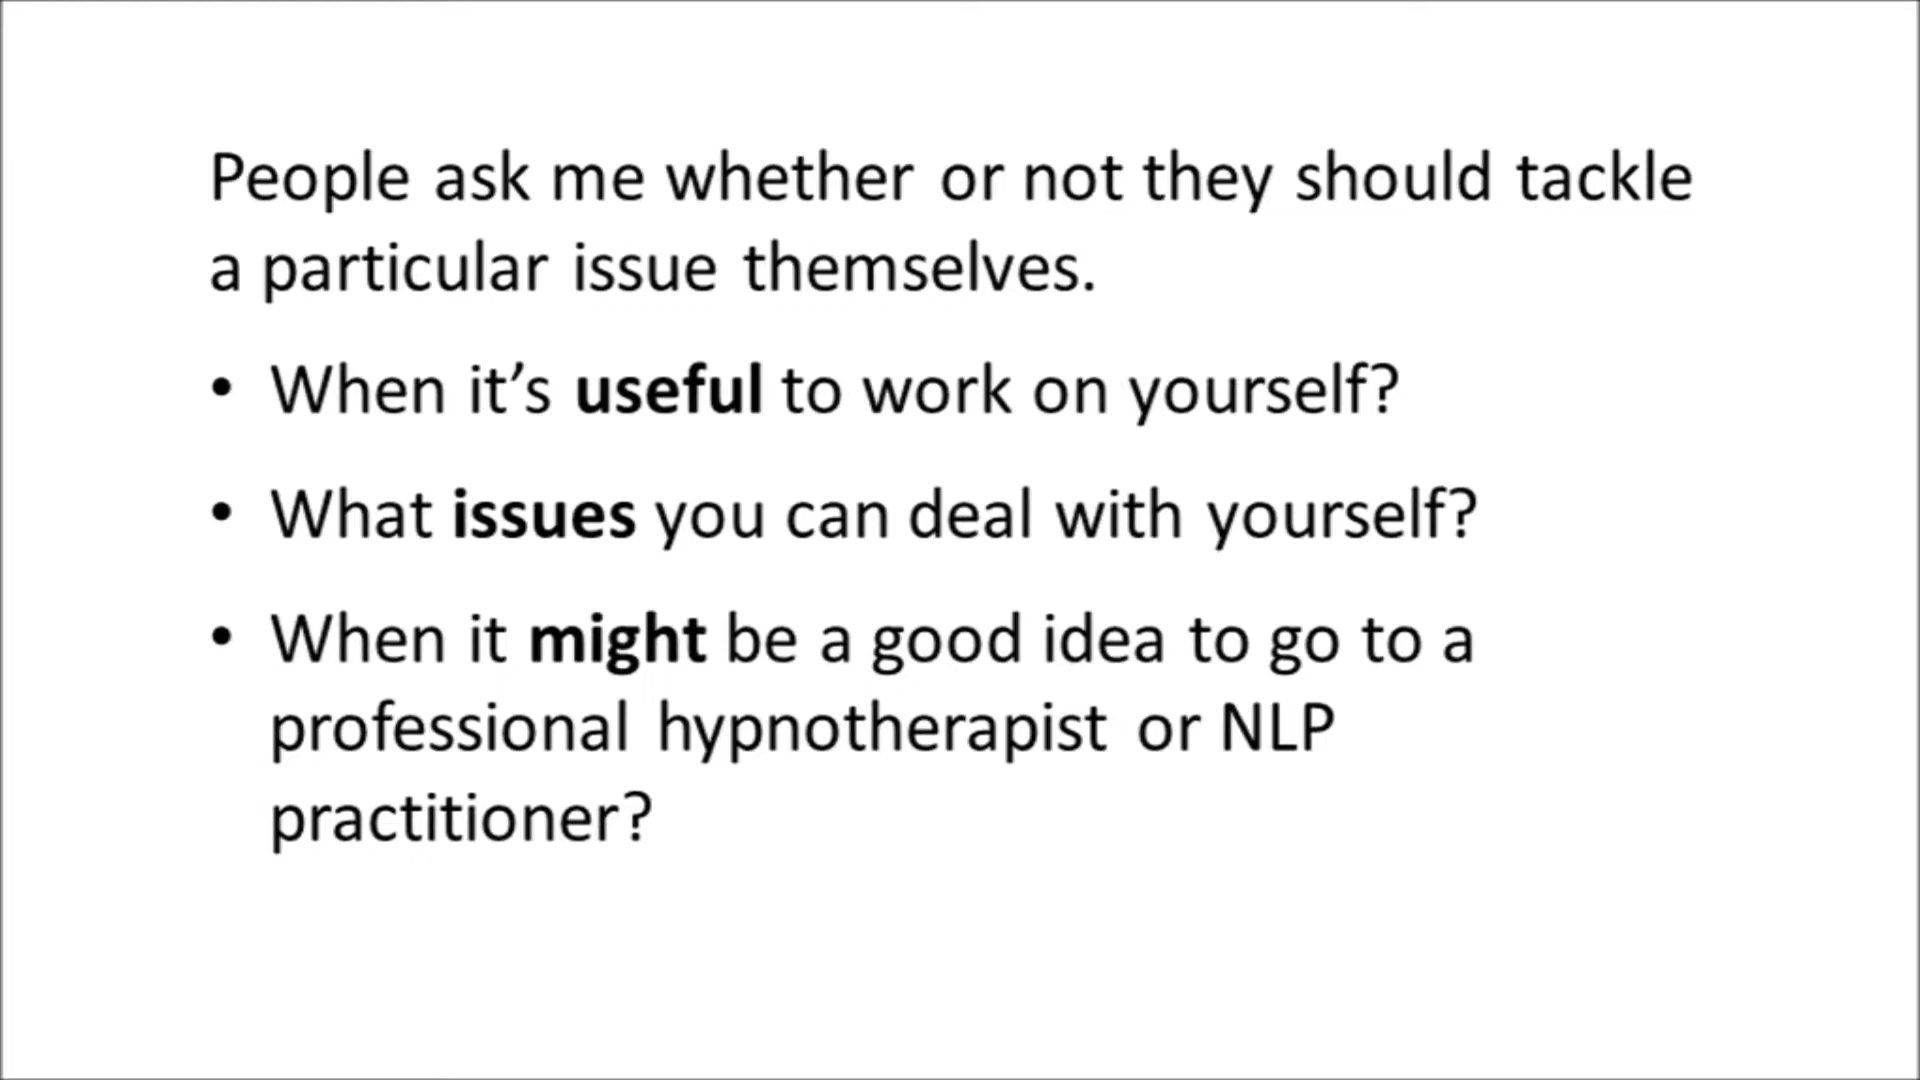 People ask me whether or not they should tackle
a particular issue themselves.
• When it’s useful to work on yourself?
• What issues you can deal with yourself?
• When it might be a good idea to go to a
professional hypnotherapist or NLP
practitioner?